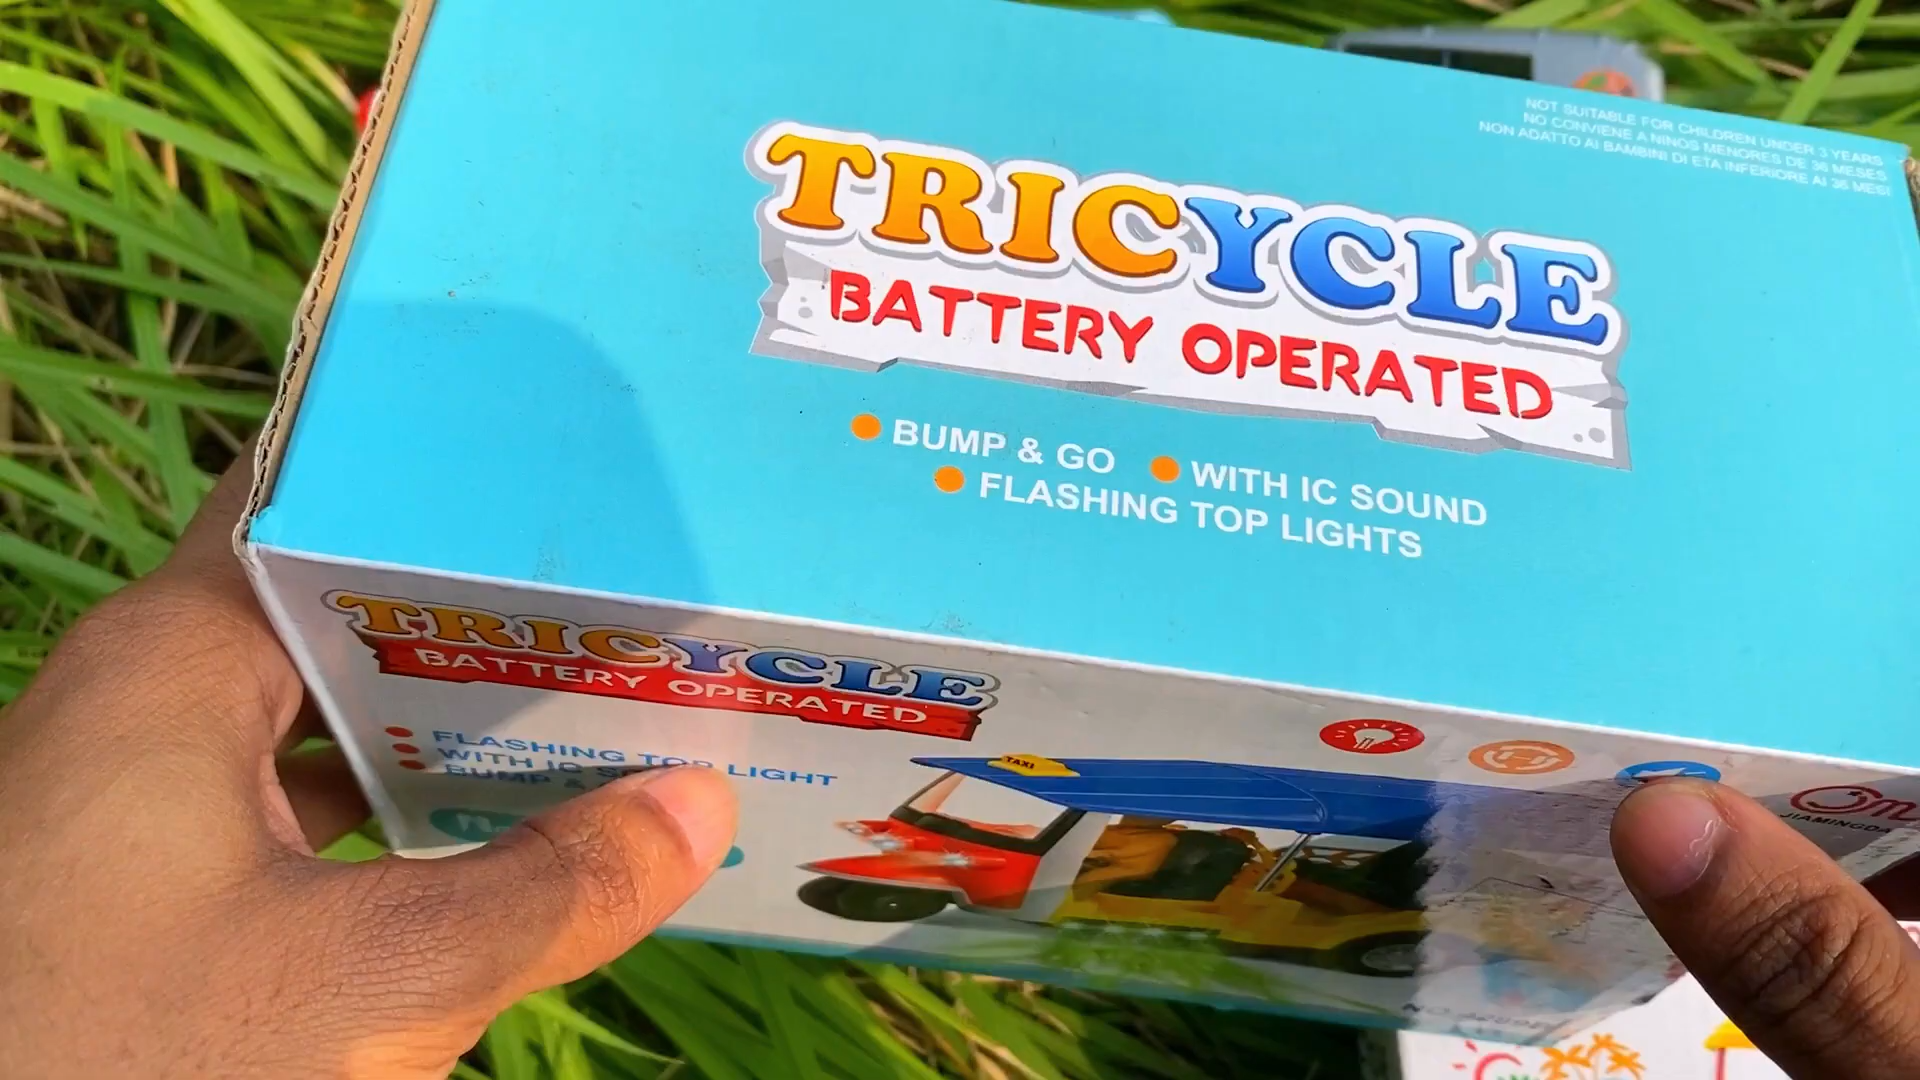 NOT SUITABLE FOR CHILDREN UNDER 3 YEARS
NO CONVIENE A NINOS MENORES DE 36 MESES
NON ADATTO AI BAMBINI DI ETA INFERIORE AI 36 MESI
TRICYCLE
BATTERY OPERATED
BUMP & GO
WITH IC SOUND
FLASHING TOP LIGHTS
TRICYCLE
BATTERY OPERATED
FLASHING TOP LIGHT
WITH IC
BUMP
TAXI
JIAMINGDA